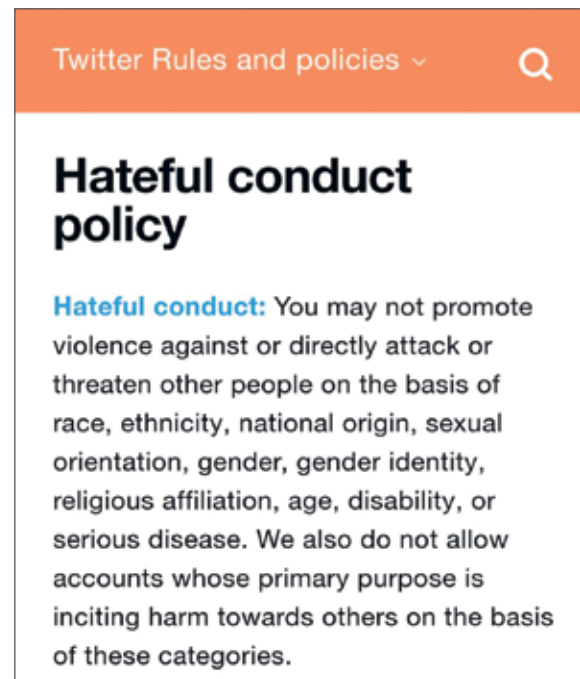 Twitter Rules and policies
Hateful conduct
policy
Hateful conduct: You may not promote
violence against or directly attack or
threaten other people on the basis of
race, ethnicity, national origin, sexual
orientation, gender, gender identity,
religious affiliation, age, disability, or
serious disease. We also do not allow
accounts whose primary purpose is
inciting harm towards others on the basis
of these categories.